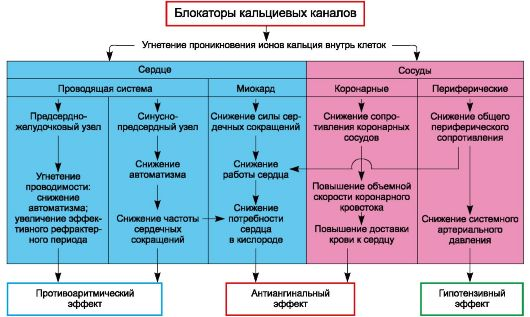 Блокаторы кальциевых каналов
Угнетение проникновения ионов кальция внутрь клеток
Сердце
Сосуды
Проводящая система
Миокард
Коронарные
Периферические
Предсердно-
желудочковый узел
Угнетение
проводимости:
снижение
автоматизма;
увеличение эффек-
тивного рефрактер-
ного периода
Синусно-
предсердный узел
Снижение
автоматизма
Снижение частоты
сердечных
сокращений
Снижение силы сер-
дечных сокращений
Снижение
работы сердца
Снижение
потребности
сердца
в кислороде
Снижение сопро-
тивления коронарных
сосудов
Повышение объемной
скорости коронарного
кровотока
Повышение доставки
крови к сердцу
Снижение общего
периферического
сопротивления
Снижение системного
артериального
давления
Противоаритмический
эффект
Антиангинальный
эффект
Гипотензивный
эффект